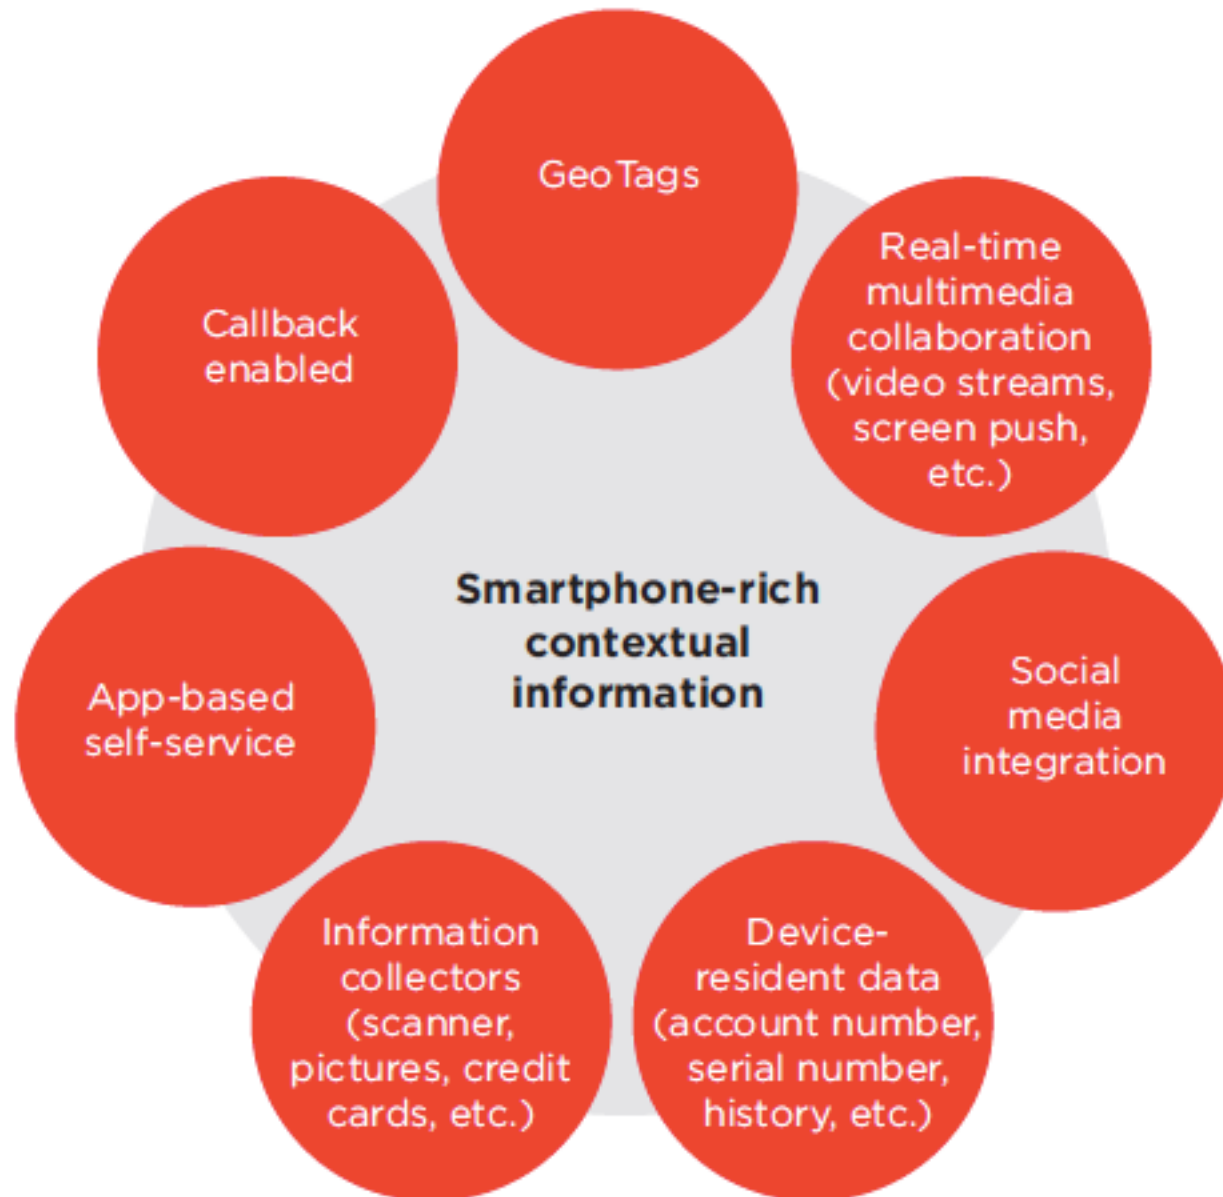 GeoTags
Real-time
multimedia
collaboration
(video streams,
screen push,
etc.)
Social
media
integration
Device-
resident data
(account number,
serial number,
history, etc.)
Information
collectors
(scanner,
pictures, credit
cards, etc.)
App-based
self-service
Callback
enabled
Smartphone-rich
contextual
information